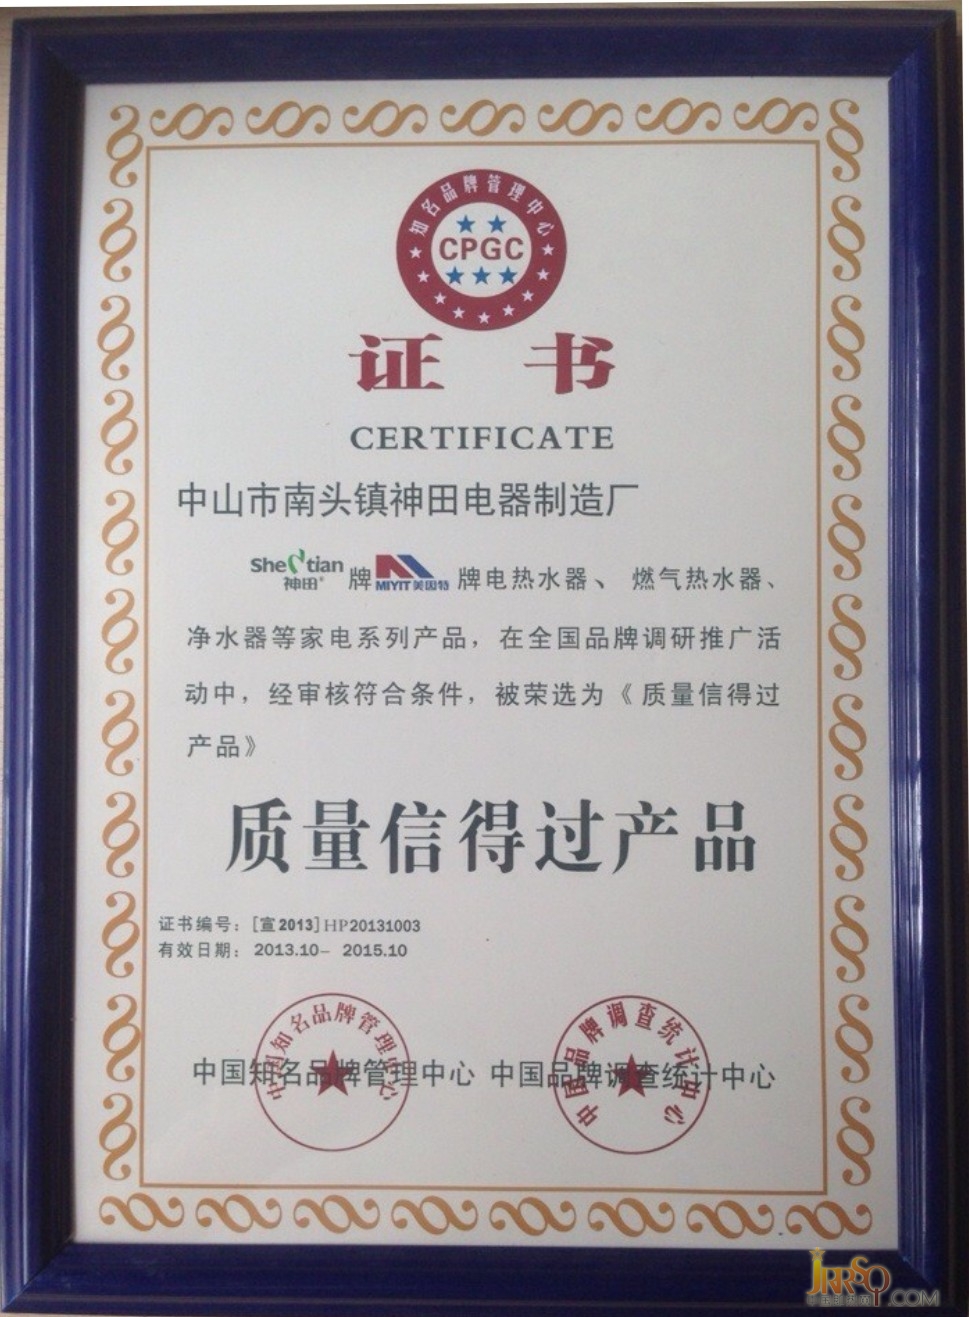 知名品牌管理中心
CPGC
证书
CERTIFICATE
中山市南头镇神田电器制造厂
Shentian 神田® 牌 MIYIT美因特 牌电热水器、燃气热水器、
净水器等家电系列产品，在全国品牌调研推广活
动中，经审核符合条件，被荣选为《质量信得过
产品》
质量信得过产品
证书编号：[宣2013]HP20131003
有效日期：2013.10– 2015.10
中国知名品牌管理中心 中国品牌调查统计中心
中国知名品牌管理中心
中国品牌调查统计中心
JRRSQ.COM